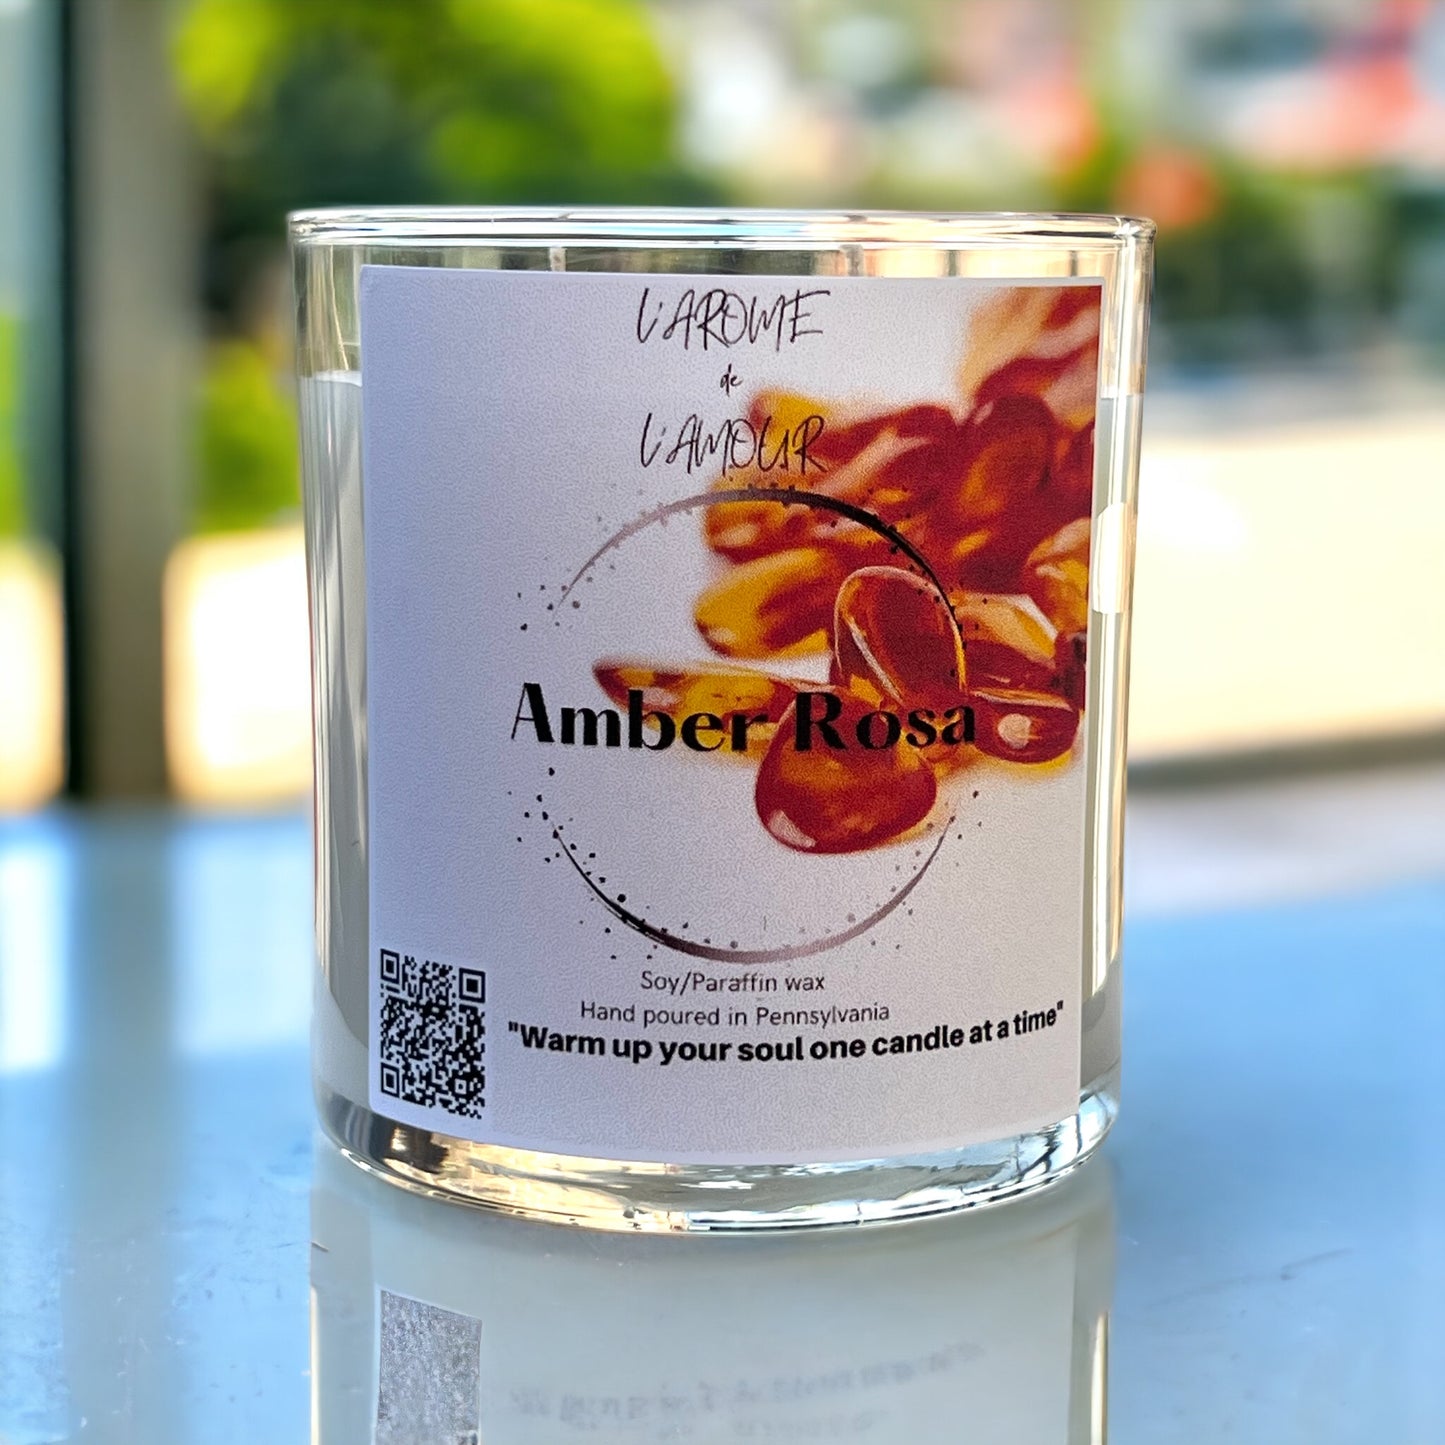 L'AROME
de
L'AMOUR
Amber Rosa
Soy/Paraffin wax
Hand poured in Pennsylvania
"Warm up your soul one candle at a time"